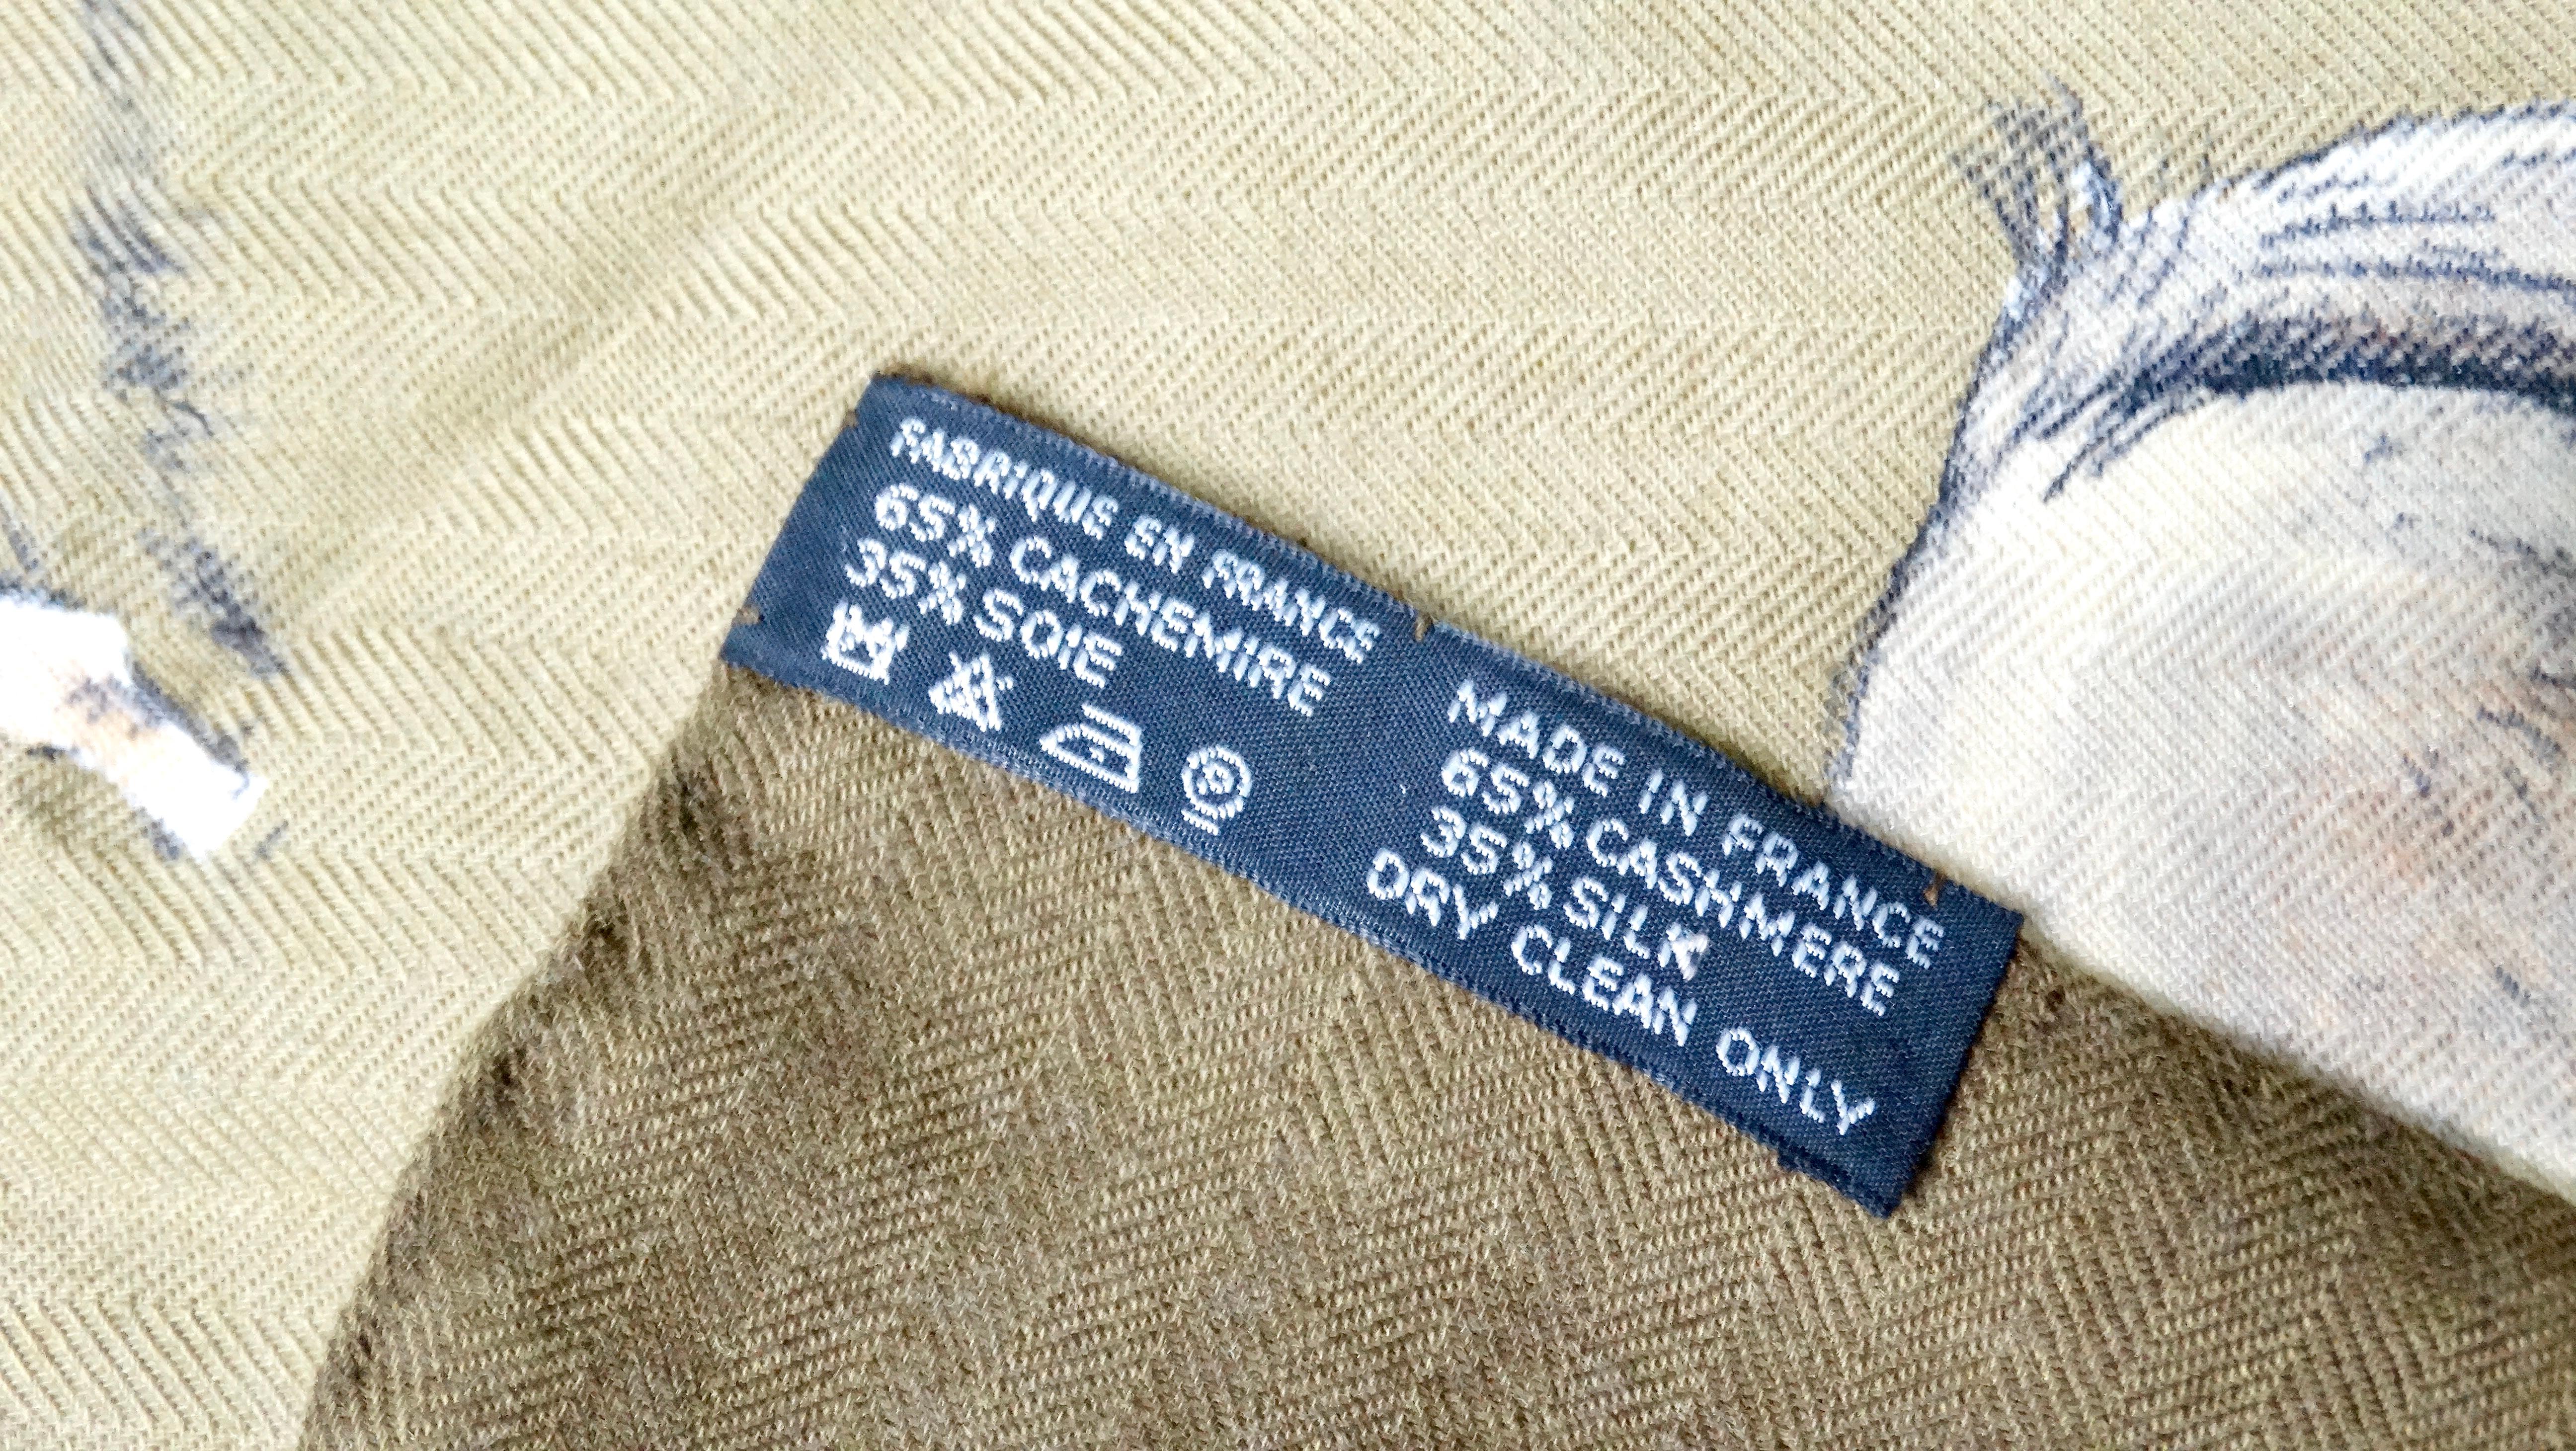 FABRIQUE EN FRANCE
65% CACHEMIRE
35% SOIE
MADE IN FRANCE
65% CASHMERE
35% SILK
DRY CLEAN ONLY